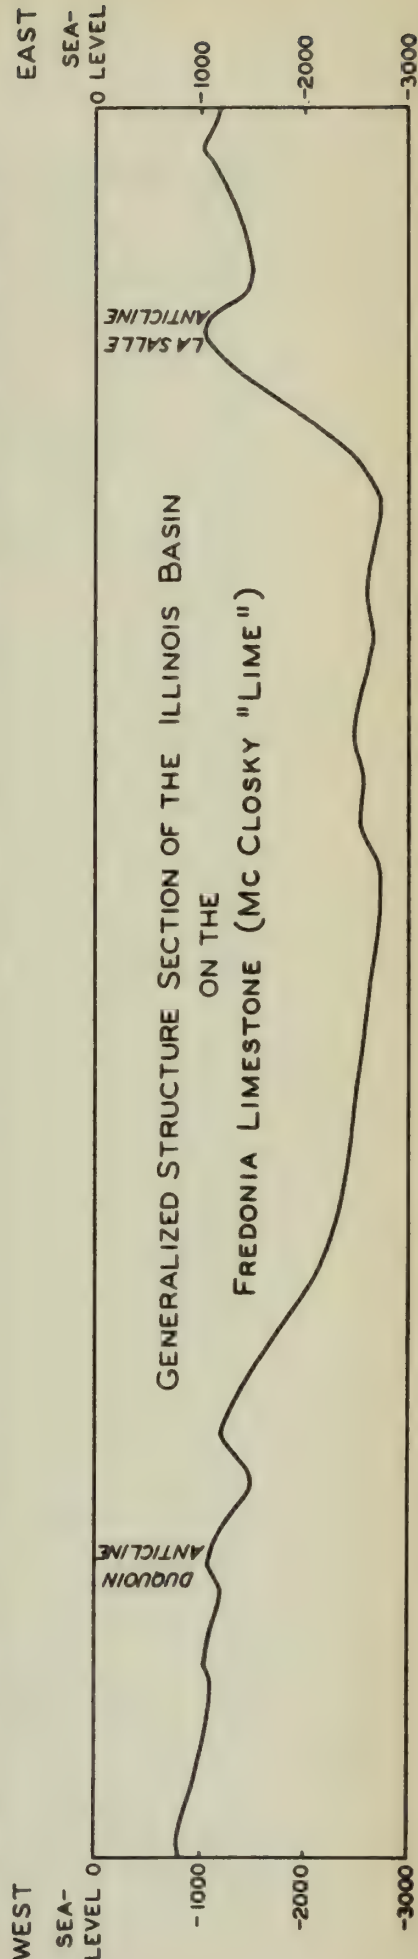 WEST
SEA-
LEVEL 0
-1000
-2000
-3000
DUQUOIN
ANTICLINE
GENERALIZED STRUCTURE SECTION OF THE ILLINOIS BASIN
ON THE
FREDONIA LIMESTONE (MC CLOSKY "LIME")
LA SALLE
ANTICLINE
EAST
SEA-
0 LEVEL
-1000
-2000
-3000